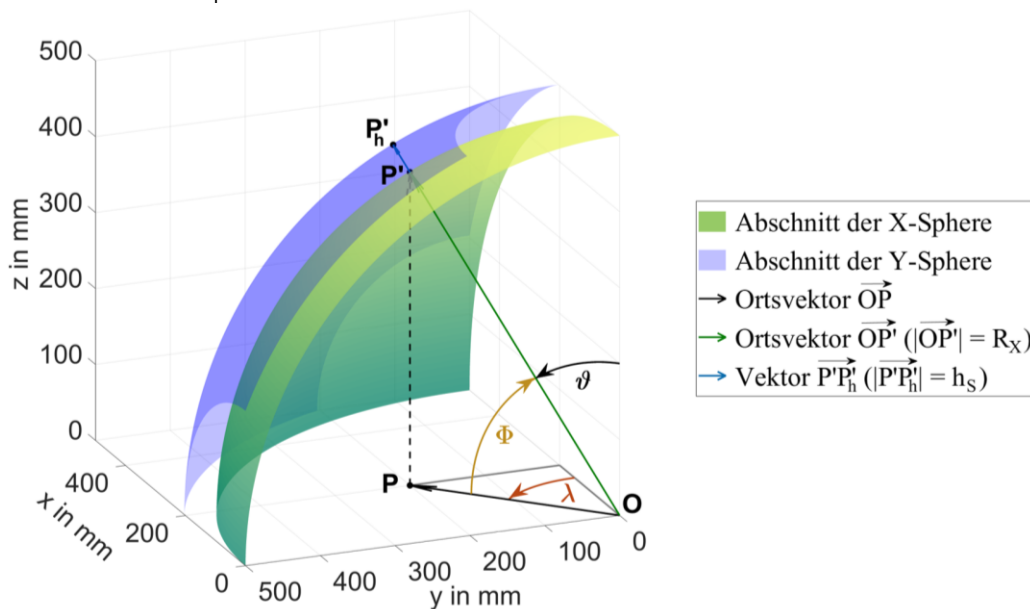 500
400
300
200
100
0
z in mm
400
200
0
x in mm
500
400
300
200
100
0
y in mm
P'h
P'
P
O
ϑ
Φ
λ
Abschnitt der X-Sphere
Abschnitt der Y-Sphere
Ortsvektor OP
Ortsvektor OP' (|OP'| = RX)
Vektor P'P'h (|P'P'h| = hS)